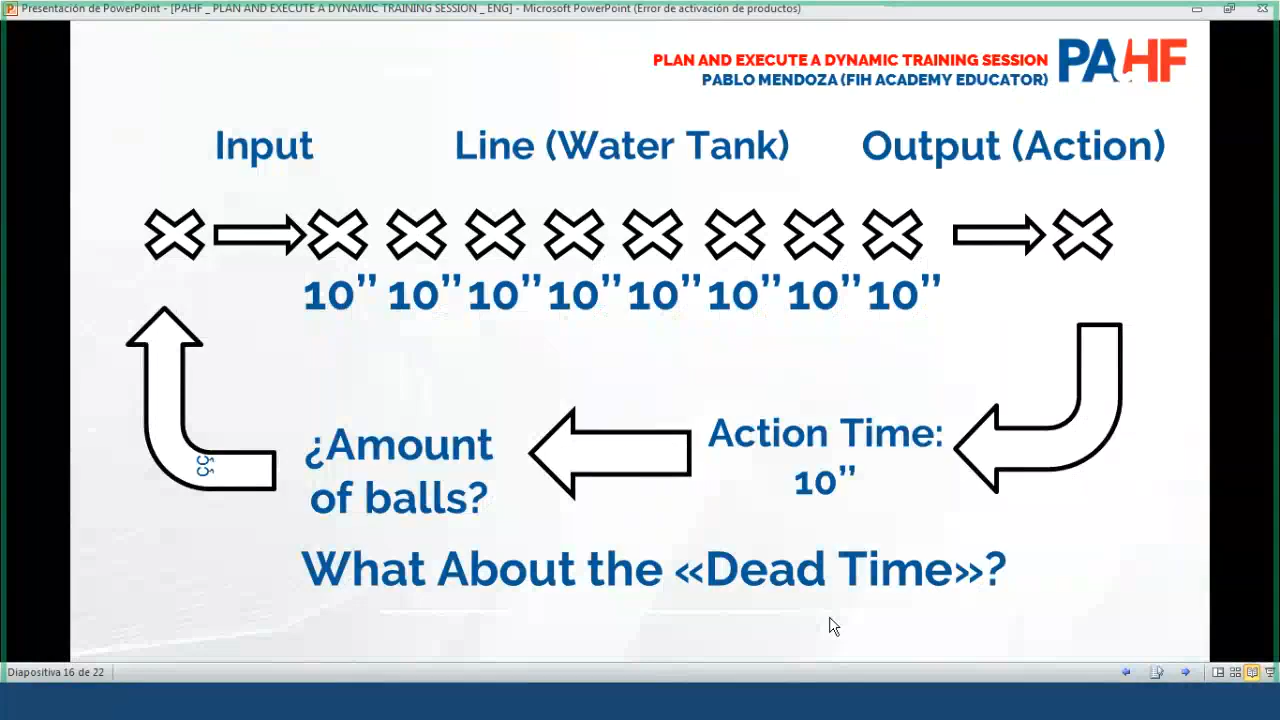 Presentación de PowerPoint - [PAHF _ PLAN AND EXECUTE A DYNAMIC TRAINING SESSION _ ENG] - Microsoft PowerPoint (Error de activación de productos)
PLAN AND EXECUTE A DYNAMIC TRAINING SESSION
PABLO MENDOZA (FIH ACADEMY EDUCATOR)
PAHF
Input
Line (Water Tank)
Output (Action)
10’’ 10’’ 10’’ 10’’ 10’’ 10’’ 10’’ 10’’
¿Amount
of balls?
Action Time:
10’’
What About the «Dead Time»?
Diapositiva 16 de 22